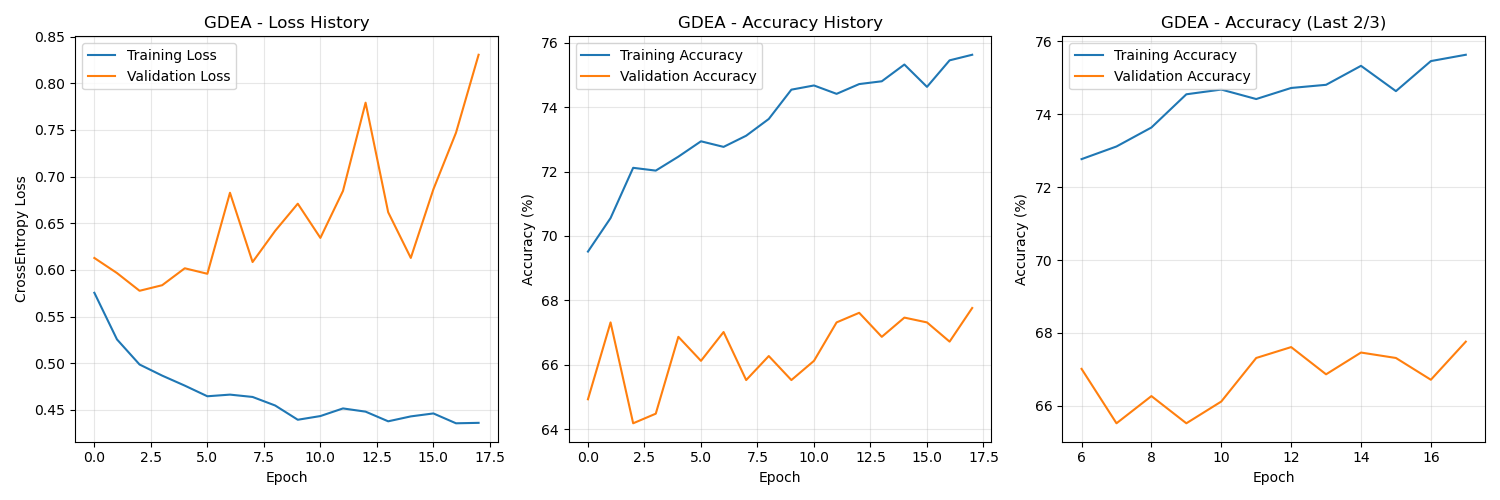 GDEA - Loss History
CrossEntropy Loss
0.85
0.80
0.75
0.70
0.65
0.60
0.55
0.50
0.45
Training Loss
Validation Loss
0.0 2.5 5.0 7.5 10.0 12.5 15.0 17.5
Epoch
GDEA - Accuracy History
Accuracy (%)
76
74
72
70
68
66
64
Training Accuracy
Validation Accuracy
0.0 2.5 5.0 7.5 10.0 12.5 15.0 17.5
Epoch
GDEA - Accuracy (Last 2/3)
Accuracy (%)
76
74
72
70
68
66
Training Accuracy
Validation Accuracy
6 8 10 12 14 16
Epoch